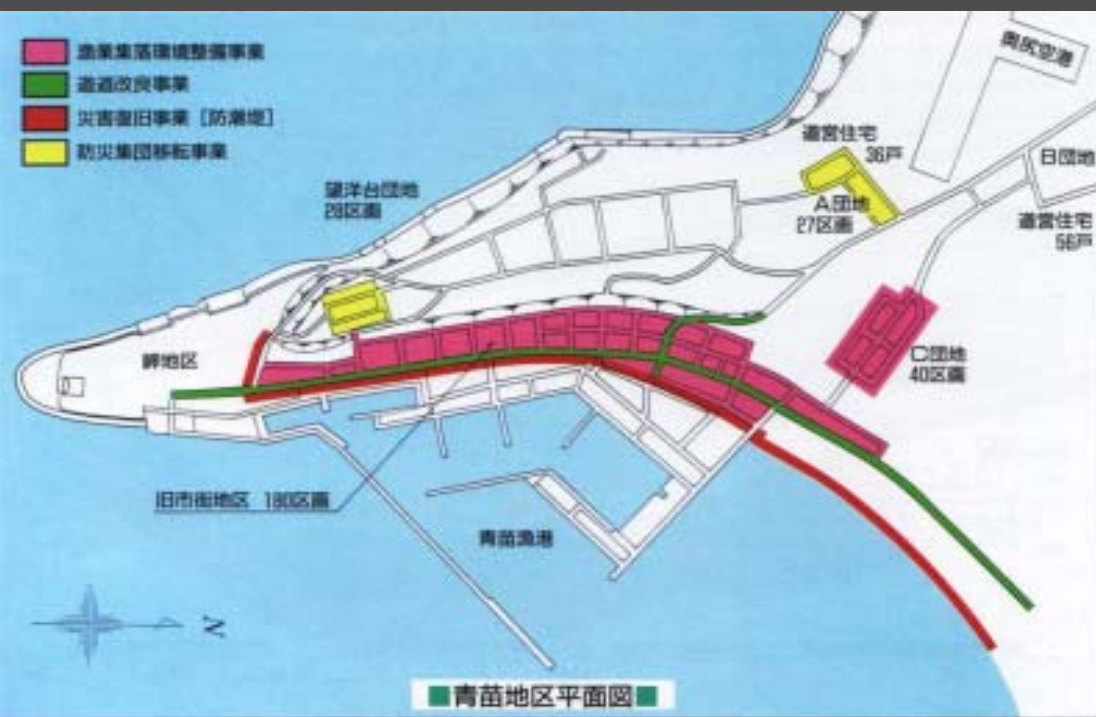 漁業集落環境整備事業
道道改良事業
災害復旧事業［防潮堤］
防災集団移転事業
奥尻空港
道営住宅
36戸
望洋台団地
28区画
A団地
27区画
B団地
道営住宅
56戸
岬地区
C団地
40区画
旧市街地区 180区画
青苗漁港
N
■青苗地区平面図■